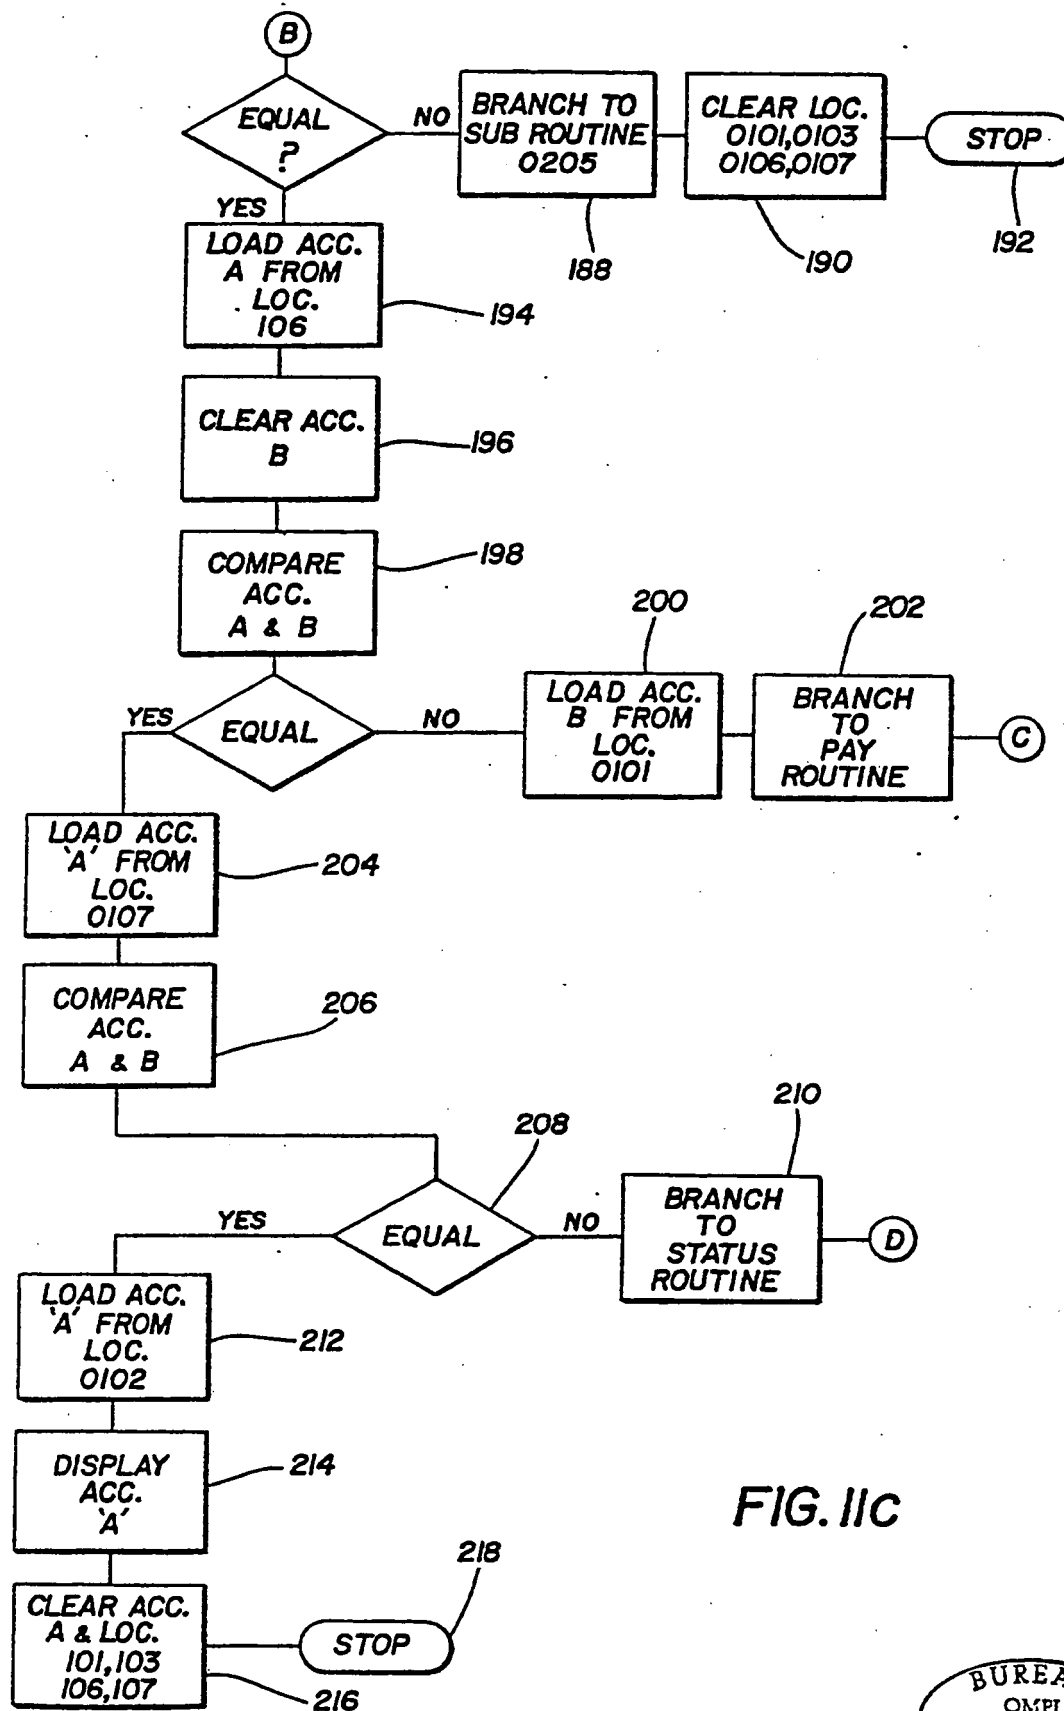 B
EQUAL
?
NO
BRANCH TO
SUB ROUTINE
0205
188
CLEAR LOC.
0101,0103
0106,0107
190
STOP
192
YES
LOAD ACC.
A FROM
LOC.
106
194
CLEAR ACC.
B
196
COMPARE
ACC.
A & B
198
EQUAL
YES
NO
LOAD ACC.
B FROM
LOC.
0101
200
BRANCH
TO
PAY
ROUTINE
202
C
LOAD ACC.
'A' FROM
LOC.
0107
204
COMPARE
ACC.
A & B
206
EQUAL
208
YES
NO
BRANCH
TO
STATUS
ROUTINE
210
D
LOAD ACC.
'A' FROM
LOC.
0102
212
DISPLAY
ACC.
'A'
214
CLEAR ACC.
A & LOC.
101,103
106,107
216
STOP
218
FIG. 11C
BUREA
OMPI